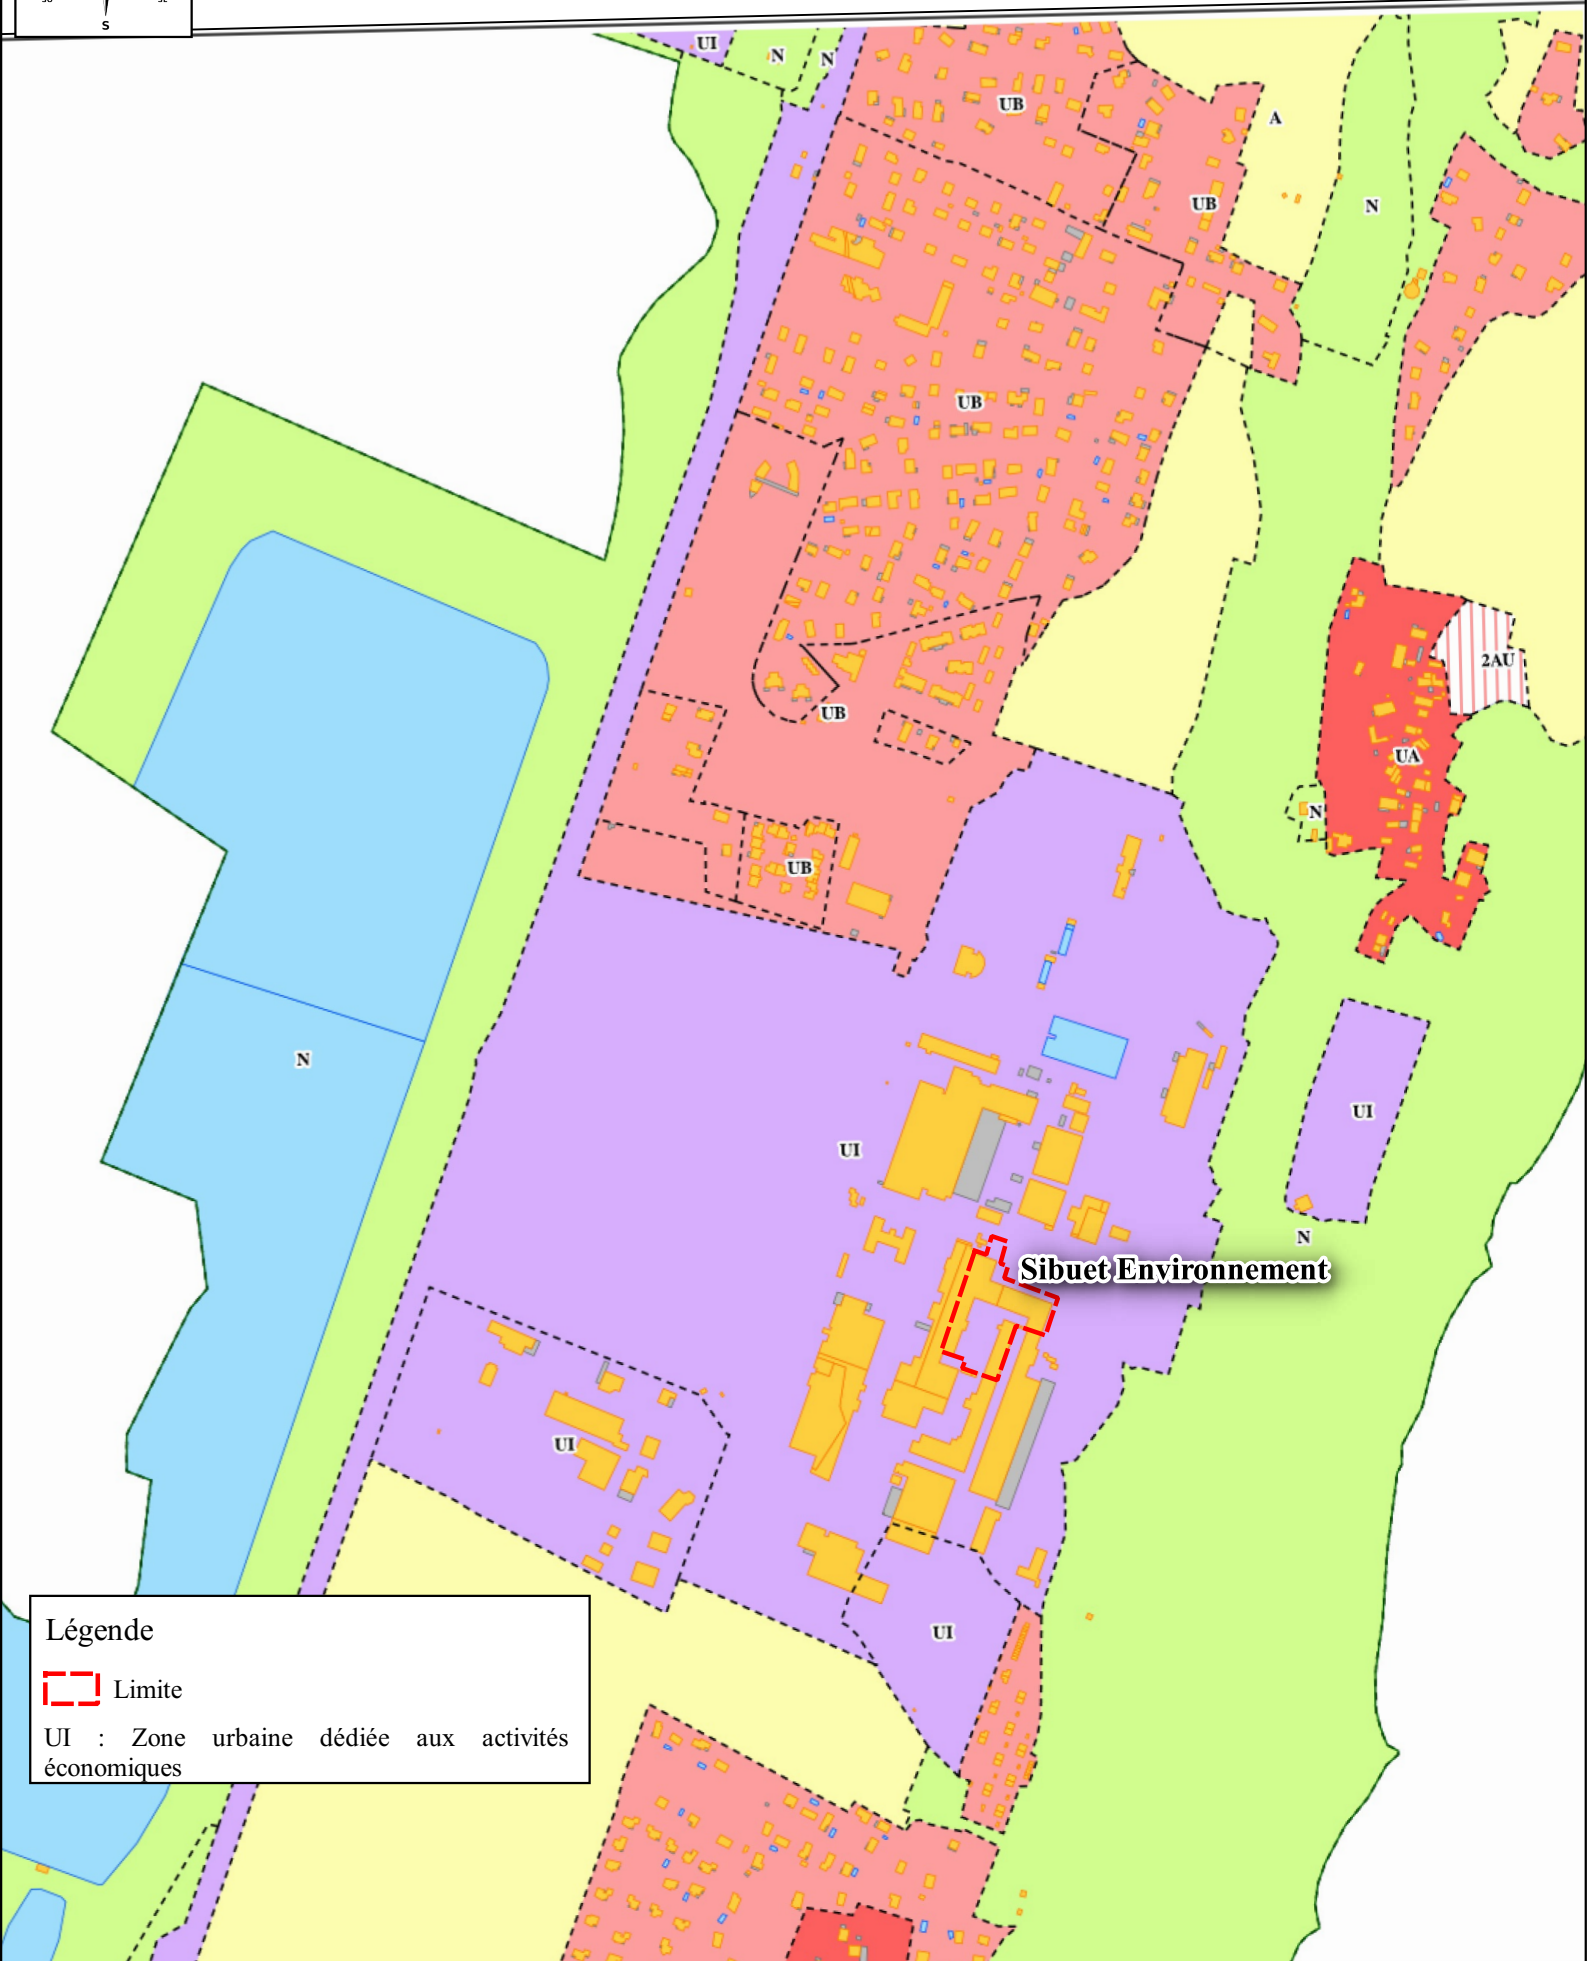 S
UI
N
N
UB
A
UB
N
UB
2AU
UB
UA
N
UB
N
UI
UI
N
Sibuet Environnement
UI
UI
Légende
Limite
UI : Zone urbaine dédiée aux activités
économiques